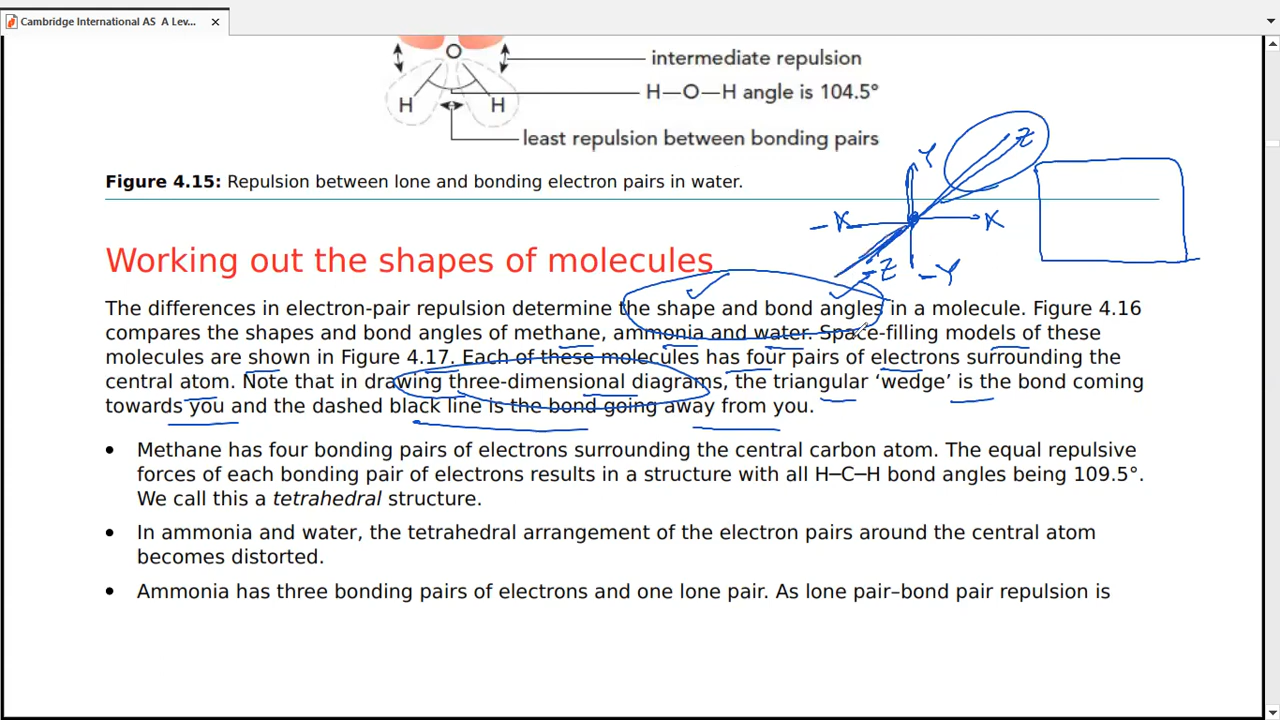 Cambridge International AS A Lev...
O
intermediate repulsion
H
H
H—O—H angle is 104.5°
least repulsion between bonding pairs
Figure 4.15: Repulsion between lone and bonding electron pairs in water.
Y
Z
-X
X
-Z
-Y
Working out the shapes of molecules
The differences in electron-pair repulsion determine the shape and bond angles in a molecule. Figure 4.16
compares the shapes and bond angles of methane, ammonia and water. Space-filling models of these
molecules are shown in Figure 4.17. Each of these molecules has four pairs of electrons surrounding the
central atom. Note that in drawing three-dimensional diagrams, the triangular ‘wedge’ is the bond coming
towards you and the dashed black line is the bond going away from you.
• Methane has four bonding pairs of electrons surrounding the central carbon atom. The equal repulsive
forces of each bonding pair of electrons results in a structure with all H—C—H bond angles being 109.5°.
We call this a tetrahedral structure.
• In ammonia and water, the tetrahedral arrangement of the electron pairs around the central atom
becomes distorted.
• Ammonia has three bonding pairs of electrons and one lone pair. As lone pair–bond pair repulsion is